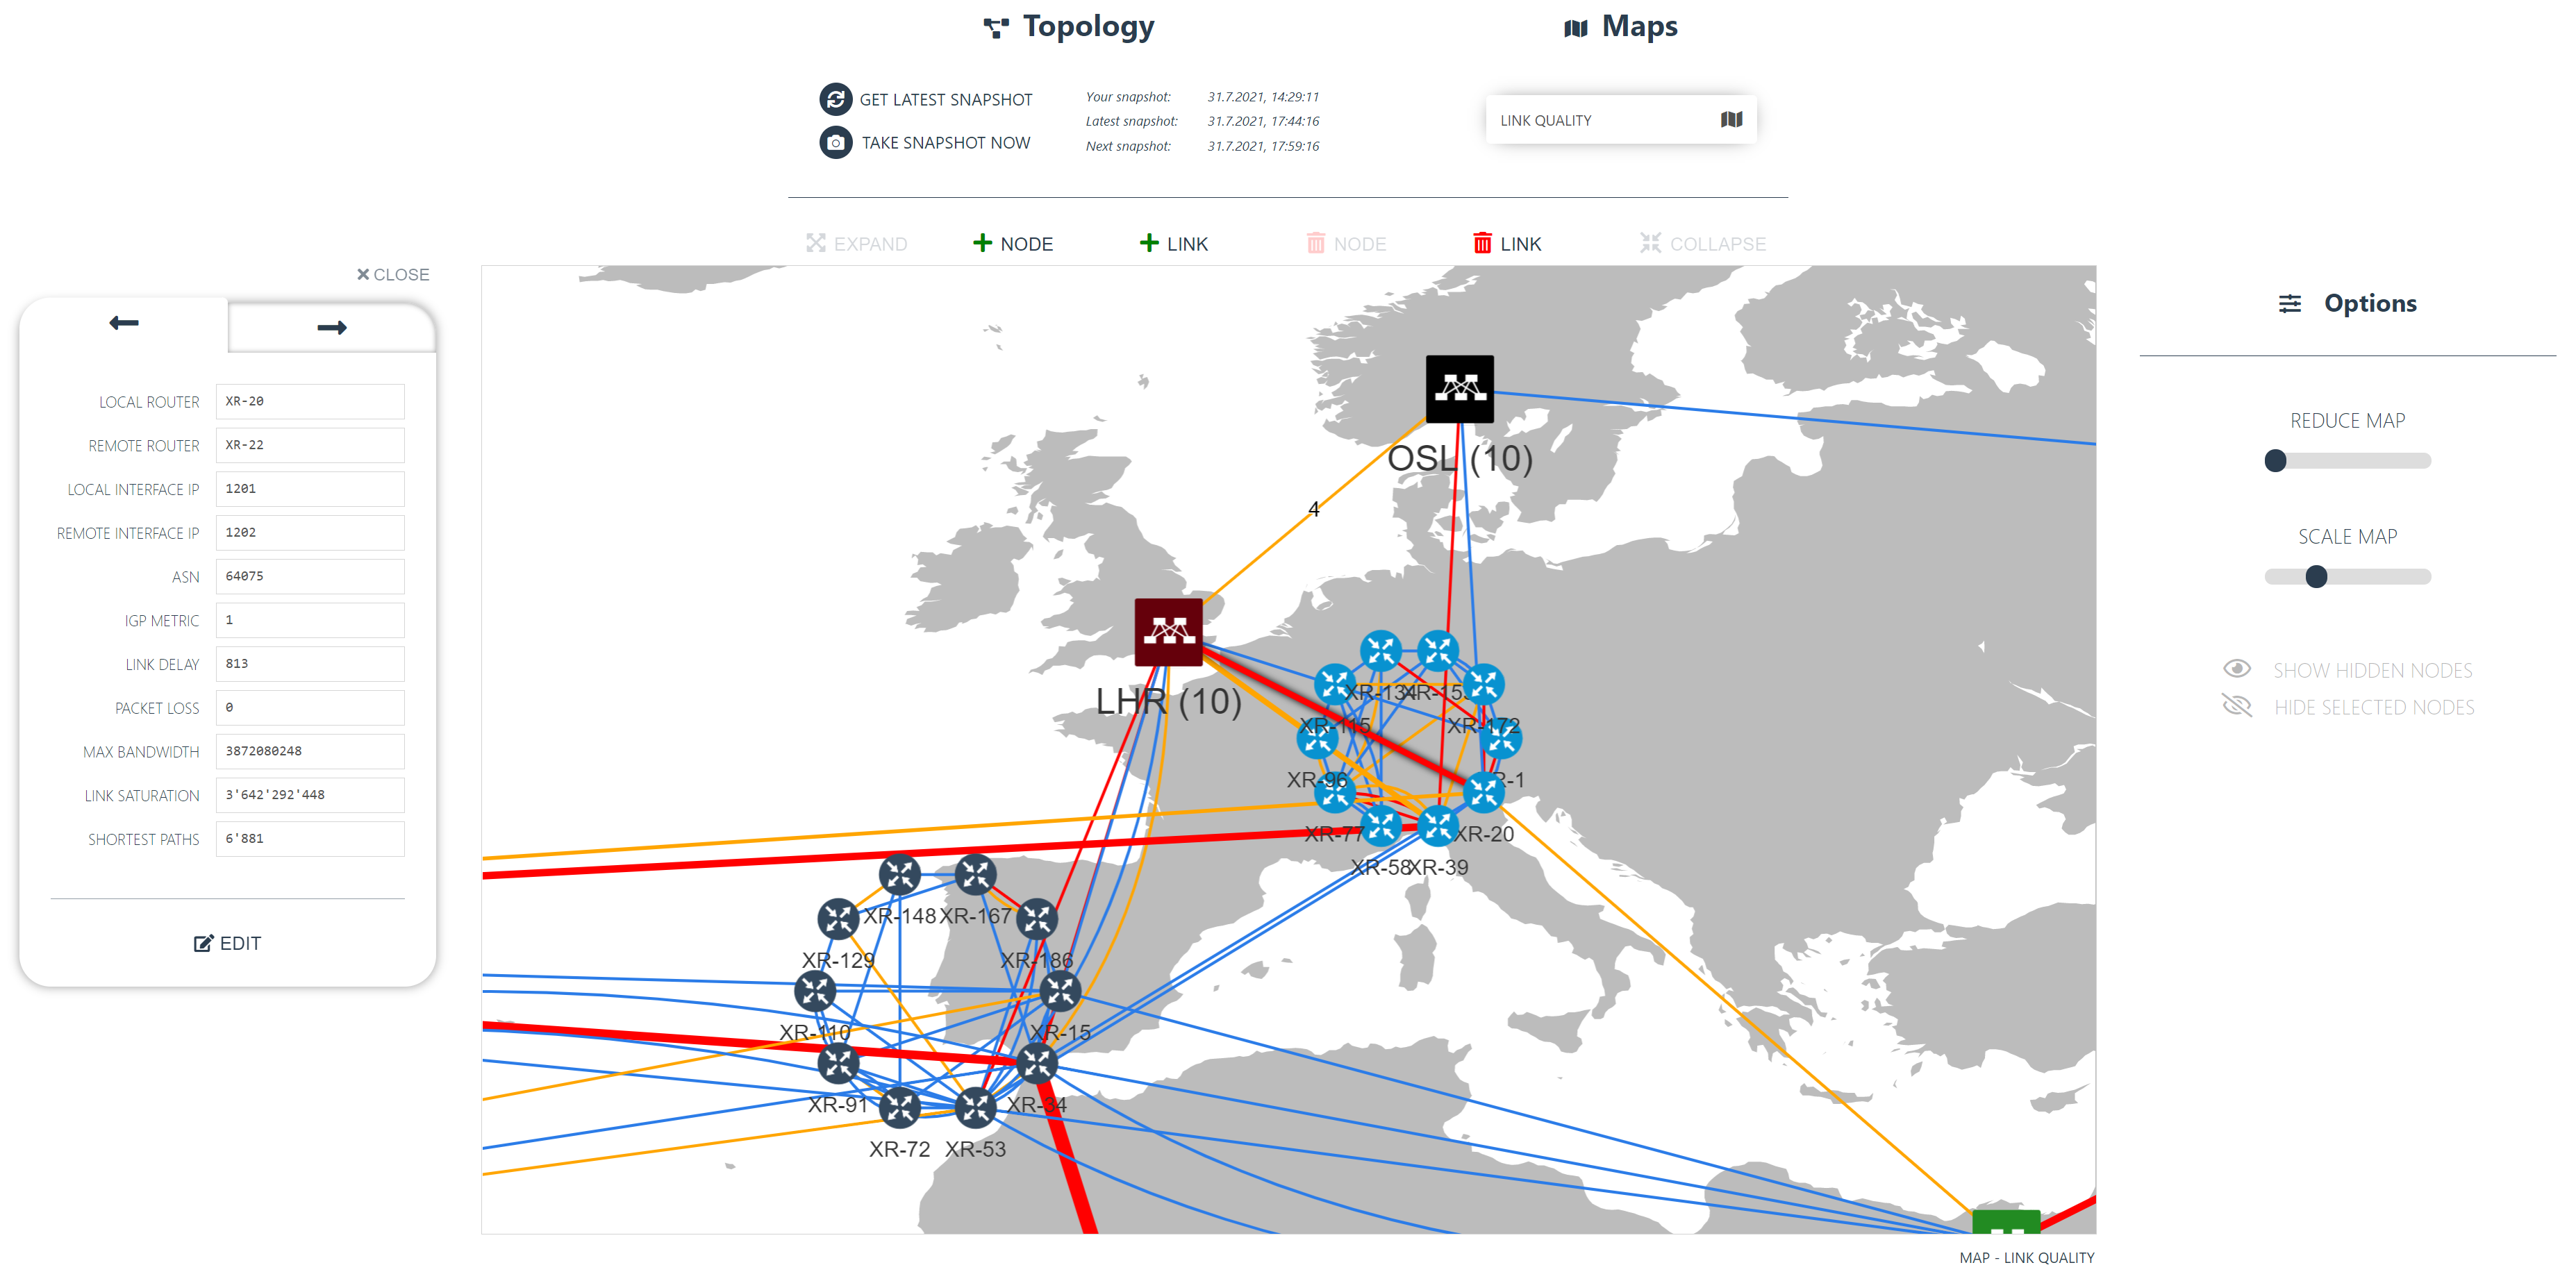 Topology
Maps
GET LATEST SNAPSHOT
TAKE SNAPSHOT NOW
Your snapshot: 31.7.2021, 14:29:11
Latest snapshot: 31.7.2021, 17:44:16
Next snapshot: 31.7.2021, 17:59:16
LINK QUALITY
EXPAND
NODE
LINK
NODE
LINK
COLLAPSE
CLOSE
LOCAL ROUTER XR-20
REMOTE ROUTER XR-22
LOCAL INTERFACE IP 1201
REMOTE INTERFACE IP 1202
ASN 64075
IGP METRIC 1
LINK DELAY 813
PACKET LOSS 0
MAX BANDWIDTH 3872080248
LINK SATURATION 3'642'292'448
SHORTEST PATHS 6'881
EDIT
OSL (10)
4
LHR (10)
XR-134
XR-115
XR-172
XR-96
XR-77
XR-20
XR-58
XR-39
XR-148
XR-167
XR-129
XR-186
XR-110
XR-15
XR-91
XR-34
XR-72
XR-53
MAP - LINK QUALITY
Options
REDUCE MAP
SCALE MAP
SHOW HIDDEN NODES
HIDE SELECTED NODES